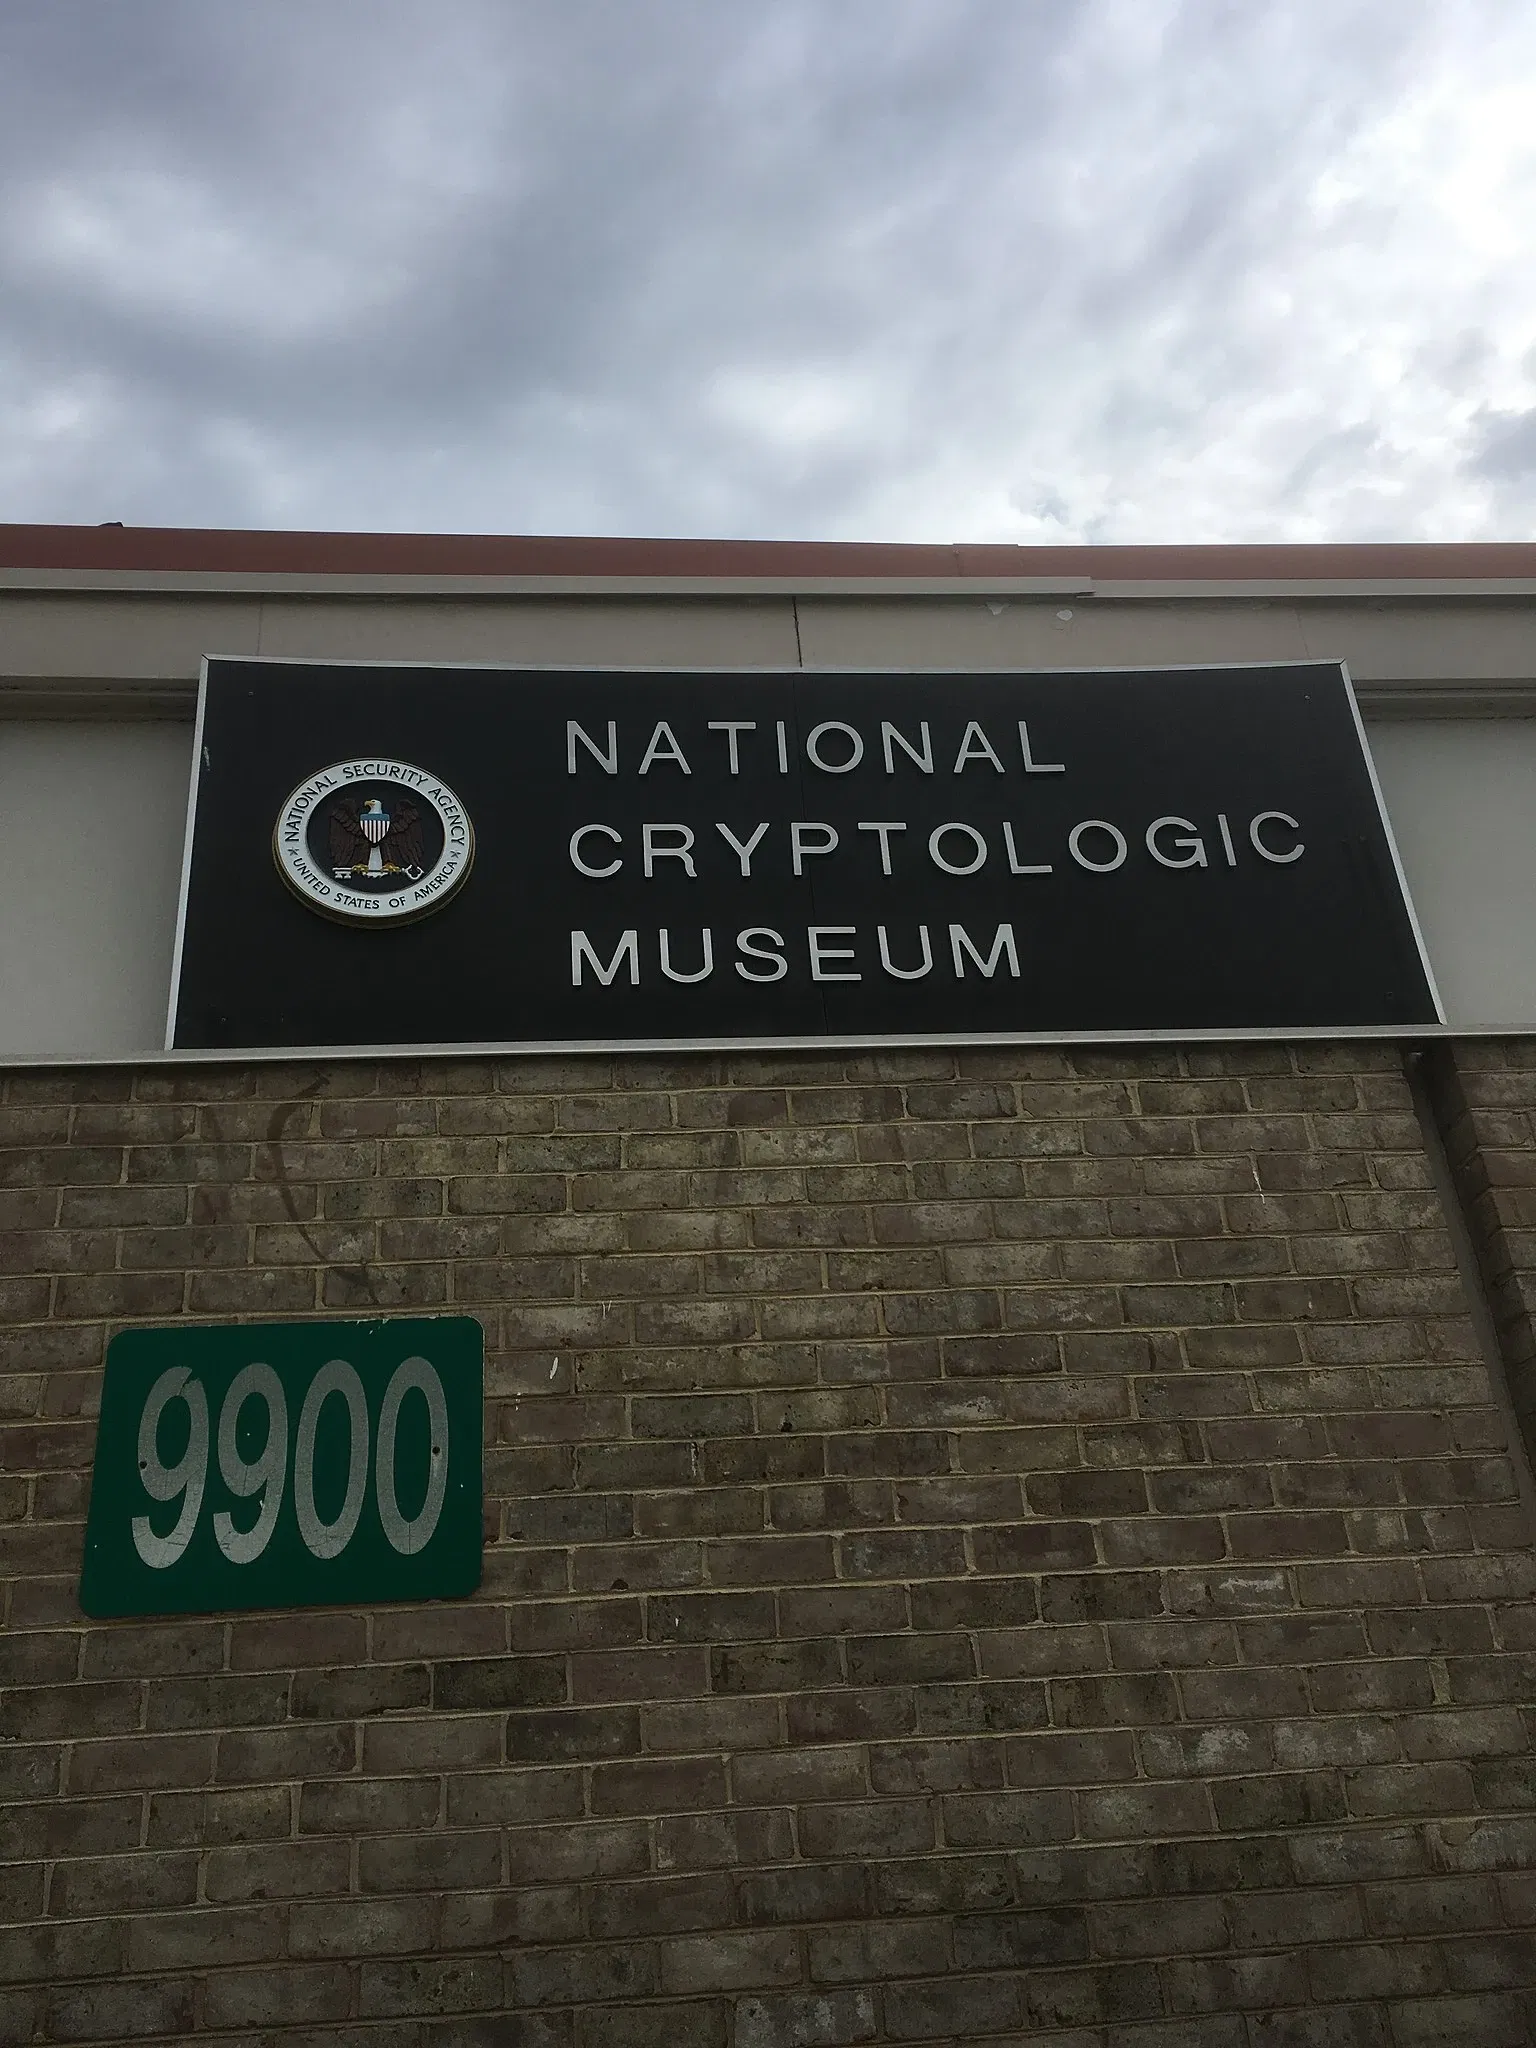 NATIONAL SECURITY AGENCY
UNITED STATES OF AMERICA
NATIONAL
CRYPTOLOGIC
MUSEUM
9900